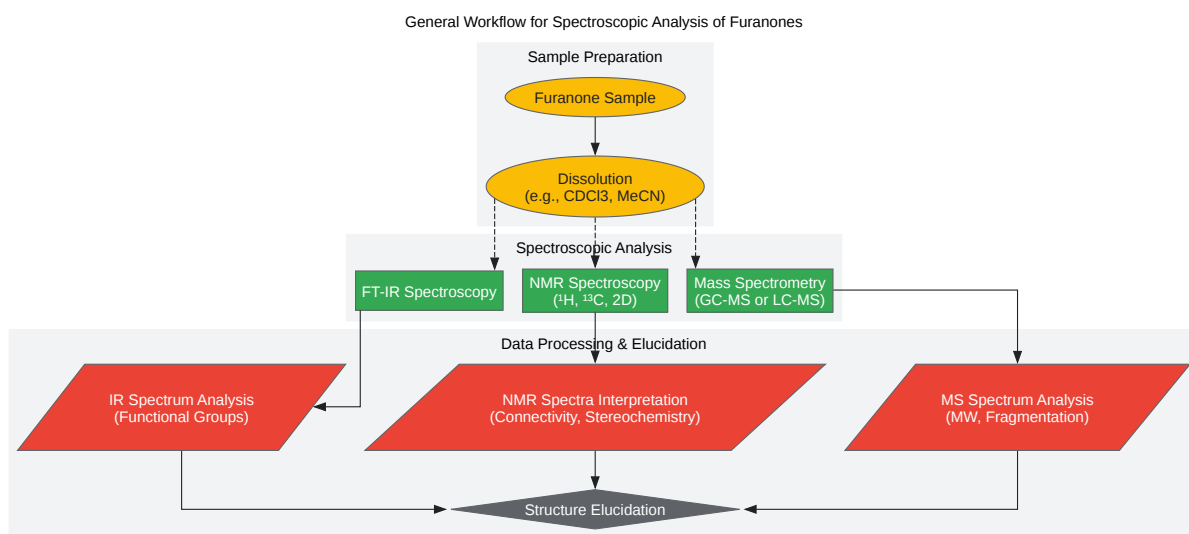 General Workflow for Spectroscopic Analysis of Furanones
Sample Preparation
Furanone Sample
Dissolution
(e.g., CDCl3, MeCN)
Spectroscopic Analysis
FT-IR Spectroscopy
NMR Spectroscopy
(¹H, ¹³C, 2D)
Mass Spectrometry
(GC-MS or LC-MS)
Data Processing & Elucidation
IR Spectrum Analysis
(Functional Groups)
NMR Spectra Interpretation
(Connectivity, Stereochemistry)
MS Spectrum Analysis
(MW, Fragmentation)
Structure Elucidation